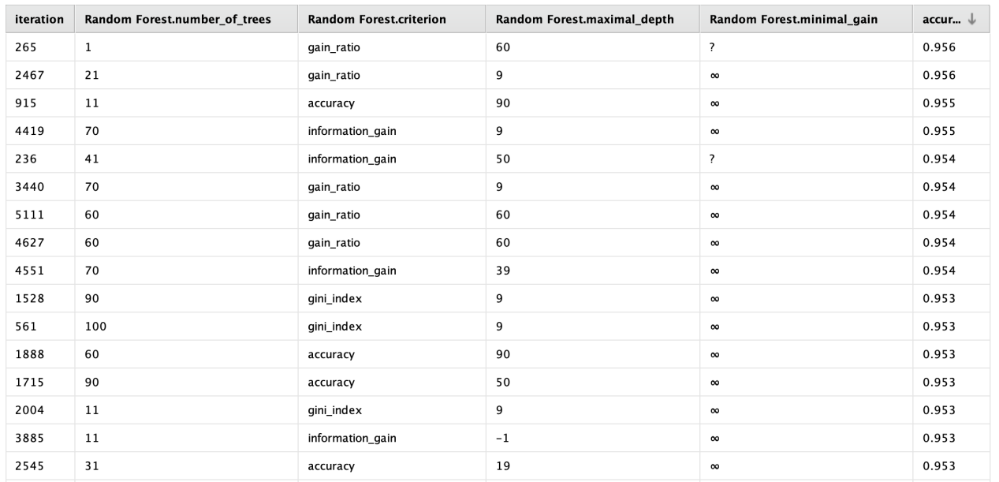 iteration Random Forest.number_of_trees Random Forest.criterion Random Forest.maximal_depth Random Forest.minimal_gain accur... ↓
265 1 gain_ratio 60 ? 0.956
2467 21 gain_ratio 9 ∞ 0.956
915 11 accuracy 90 ∞ 0.955
4419 70 information_gain 9 ∞ 0.955
236 41 information_gain 50 ? 0.954
3440 70 gain_ratio 9 ∞ 0.954
5111 60 gain_ratio 60 ∞ 0.954
4627 60 gain_ratio 60 ∞ 0.954
4551 70 information_gain 39 ∞ 0.954
1528 90 gini_index 9 ∞ 0.953
561 100 gini_index 9 ∞ 0.953
1888 60 accuracy 90 ∞ 0.953
1715 90 accuracy 50 ∞ 0.953
2004 11 gini_index 9 ∞ 0.953
3885 11 information_gain -1 ∞ 0.953
2545 31 accuracy 19 ∞ 0.953